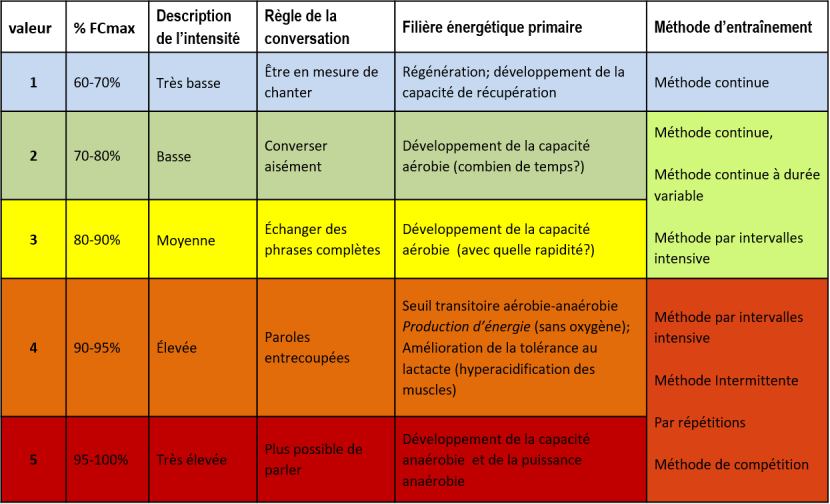 valeur
% FCmax
Description
de l'intensité
Règle de la
conversation
Filière énergétique primaire
Méthode d'entraînement
1
60-70%
Très basse
Être en mesure de
chanter
Régénération; développement de la
capacité de récupération
Méthode continue
2
70-80%
Basse
Converser
aisément
Développement de la capacité
aérobie (combien de temps?)
Méthode continue,
Méthode continue à durée
variable
Méthode par intervalles
intensive
3
80-90%
Moyenne
Échanger des
phrases complètes
Développement de la capacité
aérobie (avec quelle rapidité?)
4
90-95%
Élevée
Paroles
entrecoupées
Seuil transitoire aérobie-anaérobie
Production d'énergie (sans oxygène);
Amélioration de la tolérance au
lactacte (hyperacidification des
muscles)
Méthode par intervalles
intensive
Méthode Intermittente
Par répétitions
Méthode de compétition
5
95-100%
Très élevée
Plus possible de
parler
Développement de la capacité
anaérobie et de la puissance
anaérobie